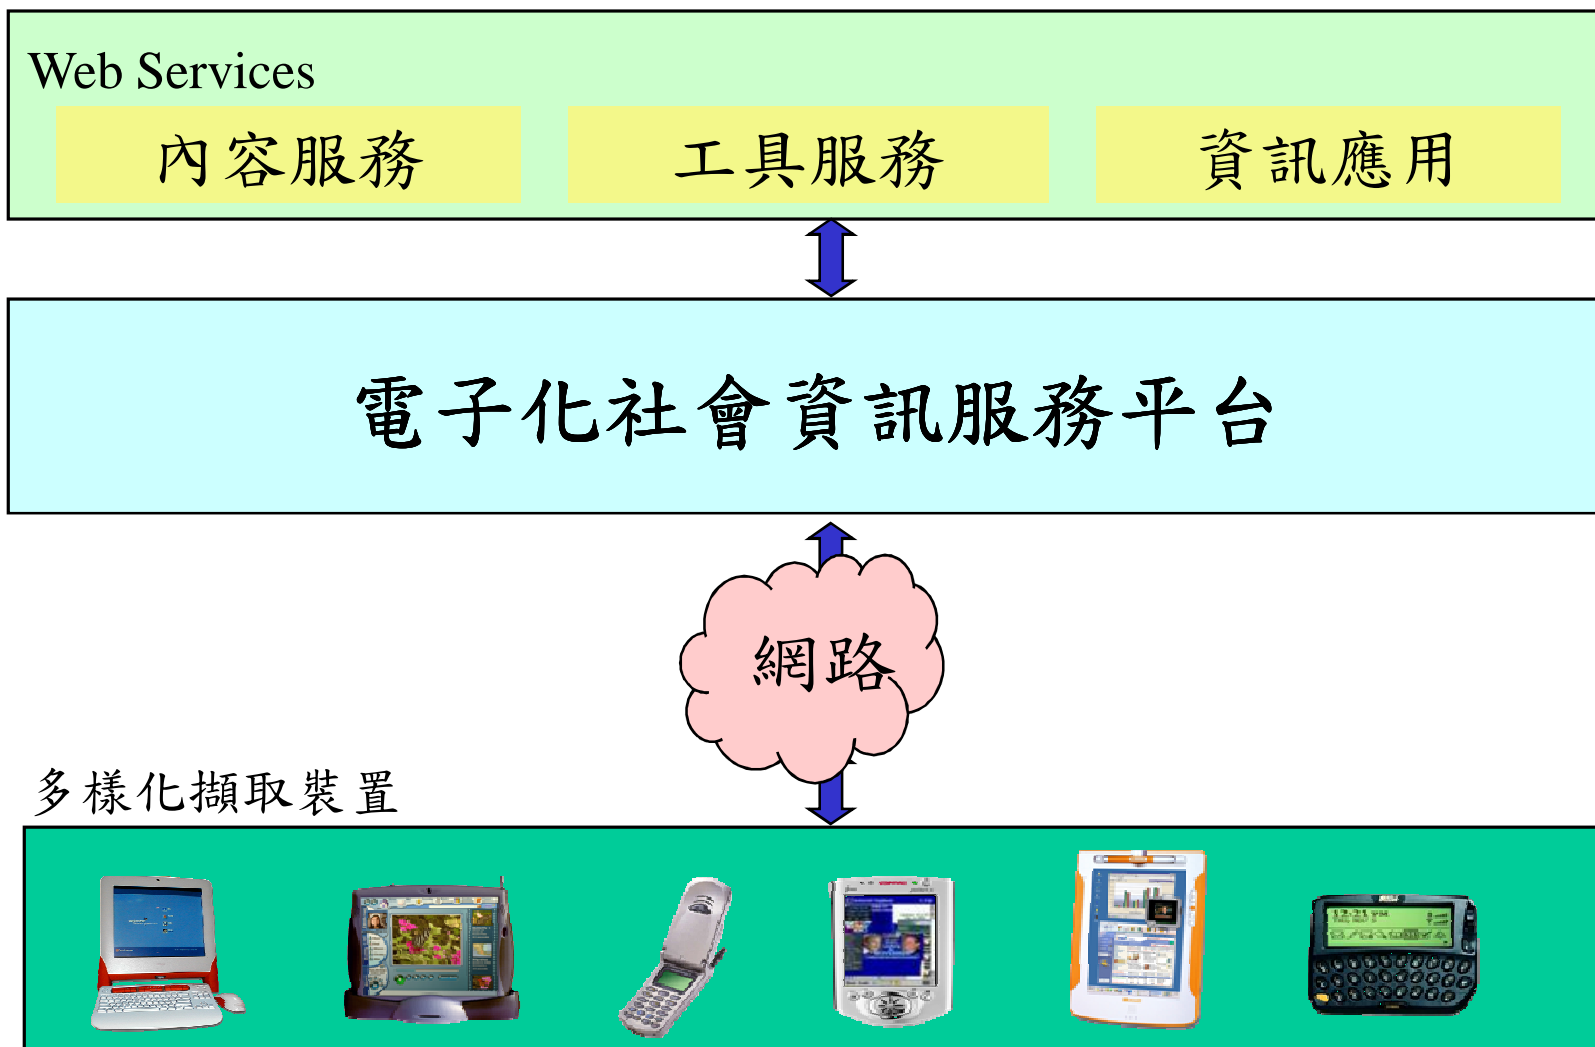 Web Services
內容服務 工具服務 資訊應用
電子化社會資訊服務平台
網路
多樣化擷取裝置